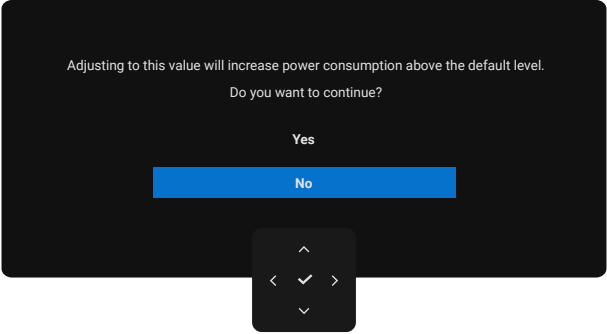 Adjusting to this value will increase power consumption above the default level.
Do you want to continue?
Yes
No